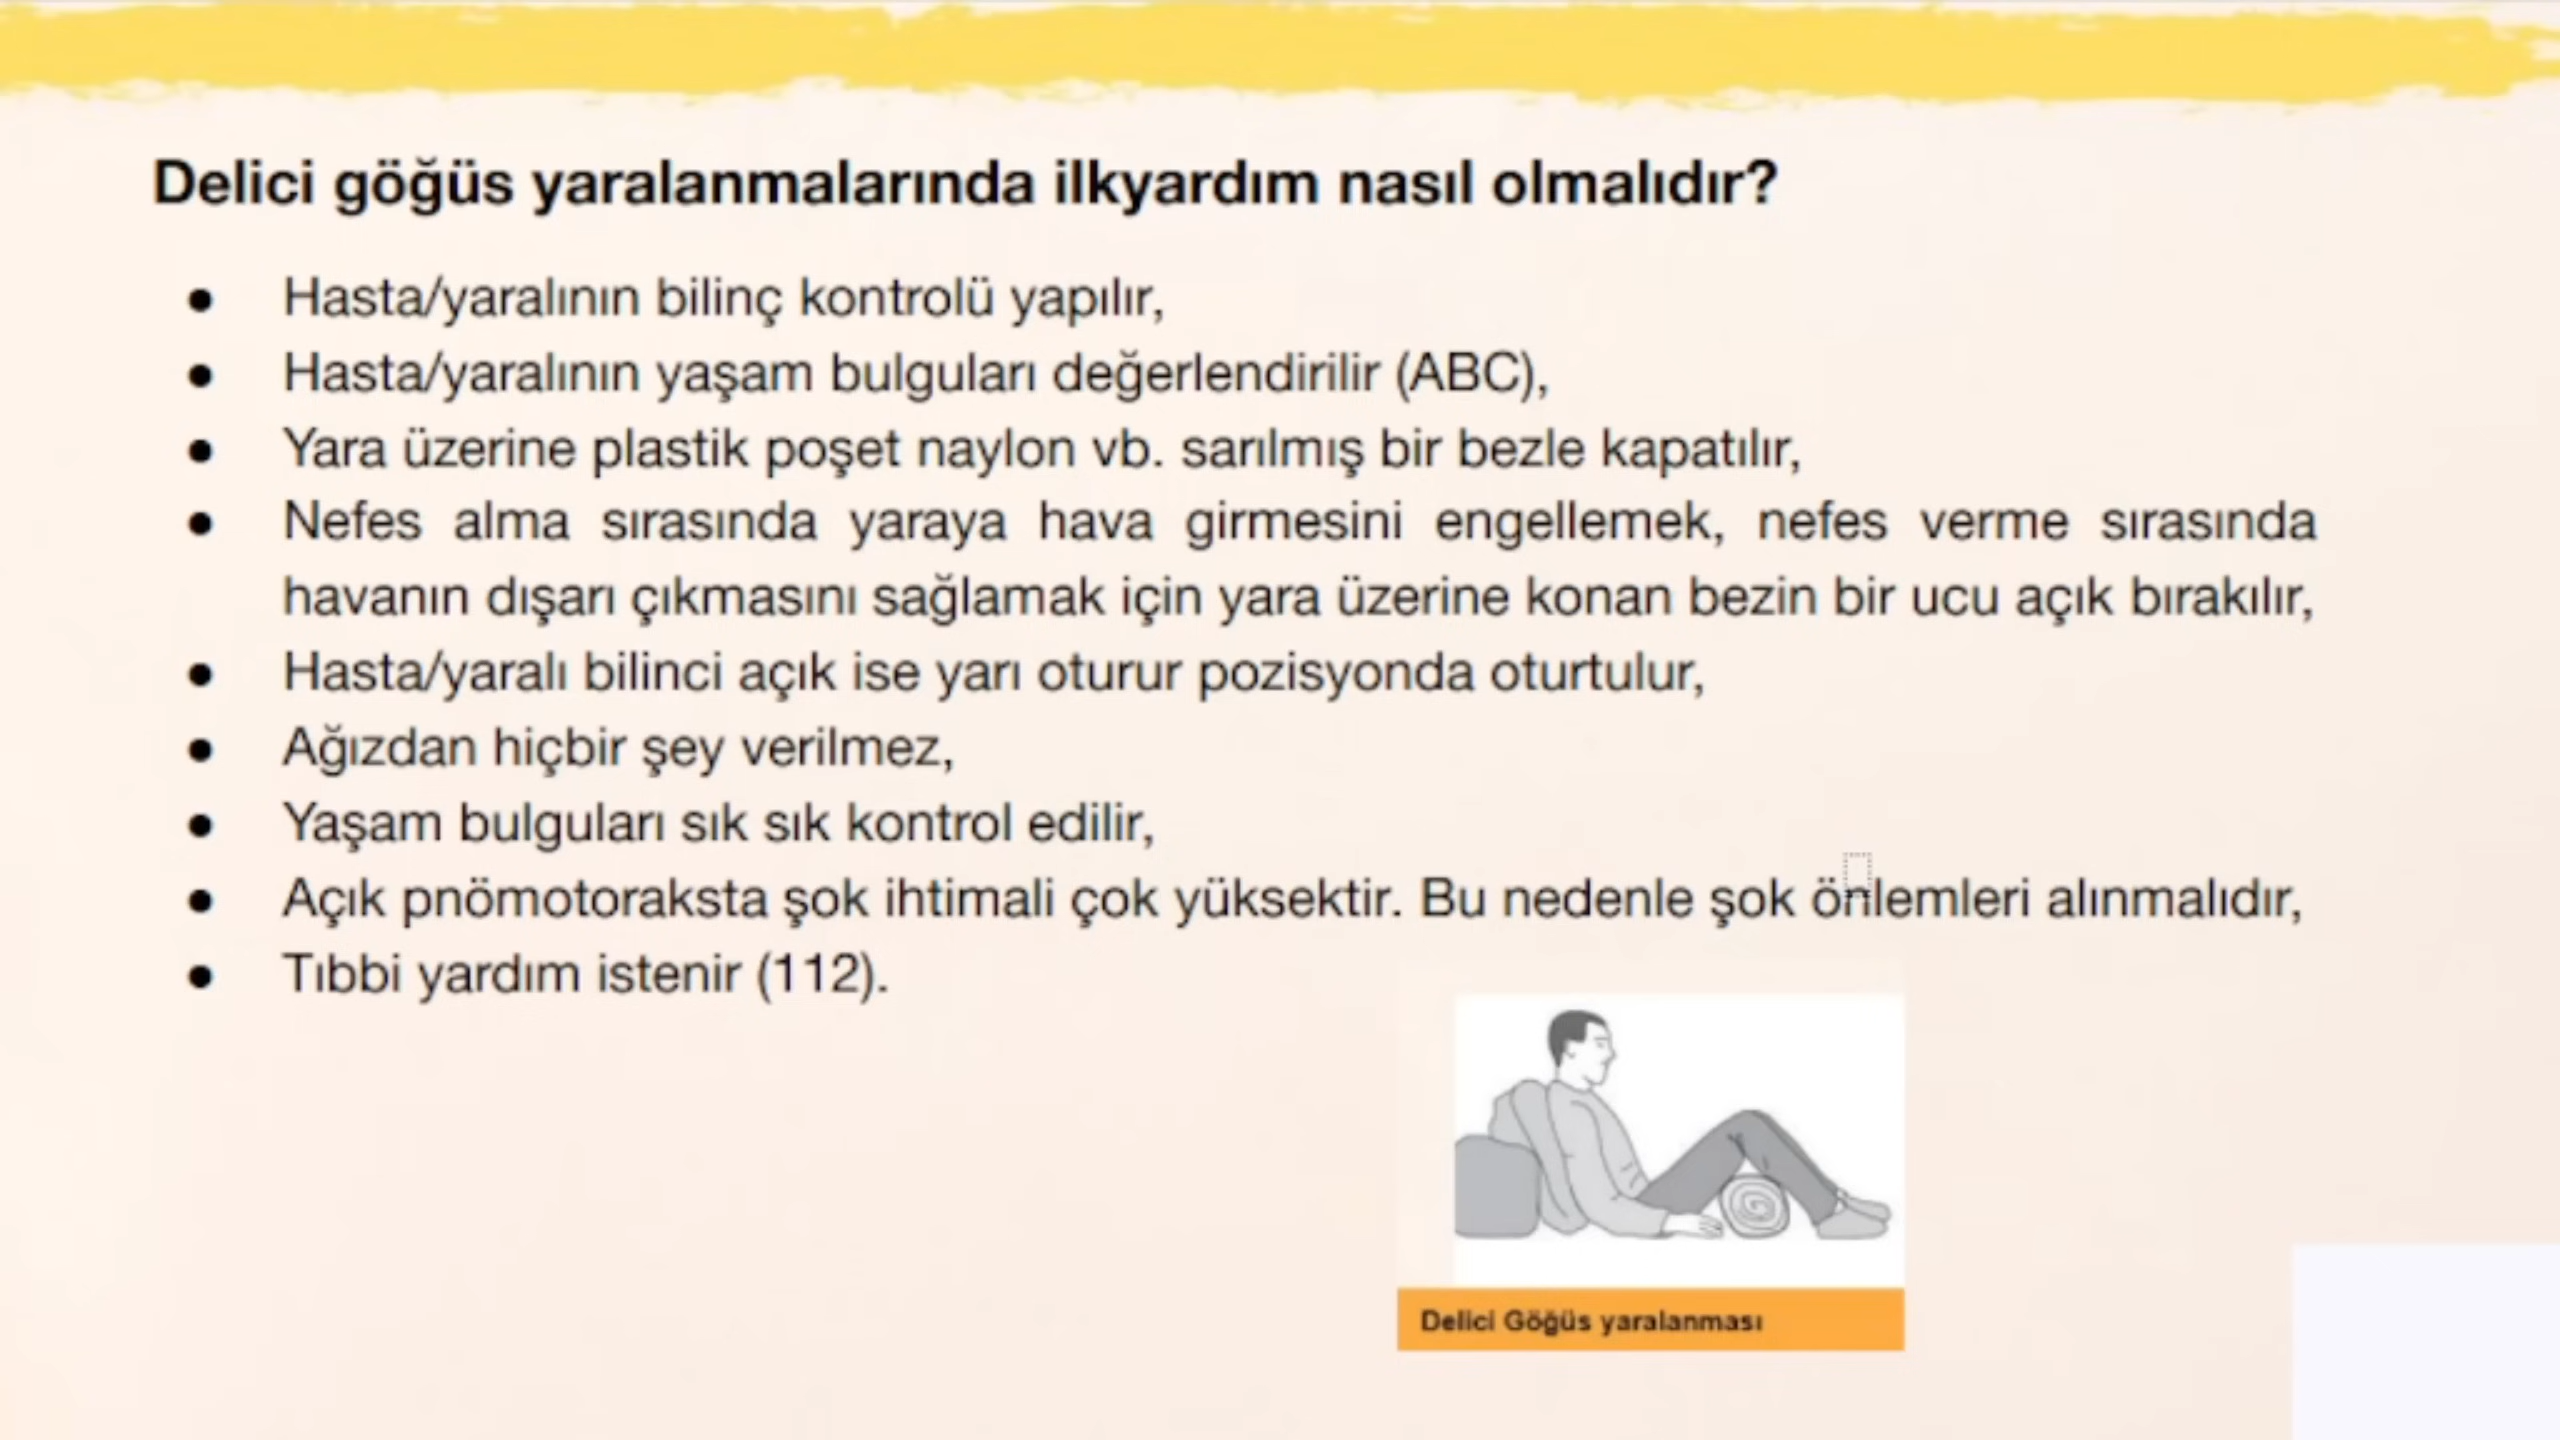 Delici göğüs yaralanmalarında ilkyardım nasıl olmalıdır?
● Hasta/yaralının bilinç kontrolü yapılır,
● Hasta/yaralının yaşam bulguları değerlendirilir (ABC),
● Yara üzerine plastik poşet naylon vb. sarılmış bir bezle kapatılır,
● Nefes alma sırasında yaraya hava girmesini engellemek, nefes verme sırasında
havanın dışarı çıkmasını sağlamak için yara üzerine konan bezin bir ucu açık bırakılır,
● Hasta/yaralı bilinci açık ise yarı oturur pozisyonda oturtulur,
● Ağızdan hiçbir şey verilmez,
● Yaşam bulguları sık sık kontrol edilir,
● Açık pnömotoraksta şok ihtimali çok yüksektir. Bu nedenle şok önlemleri alınmalıdır,
● Tıbbi yardım istenir (112).
Delici Göğüs yaralanması